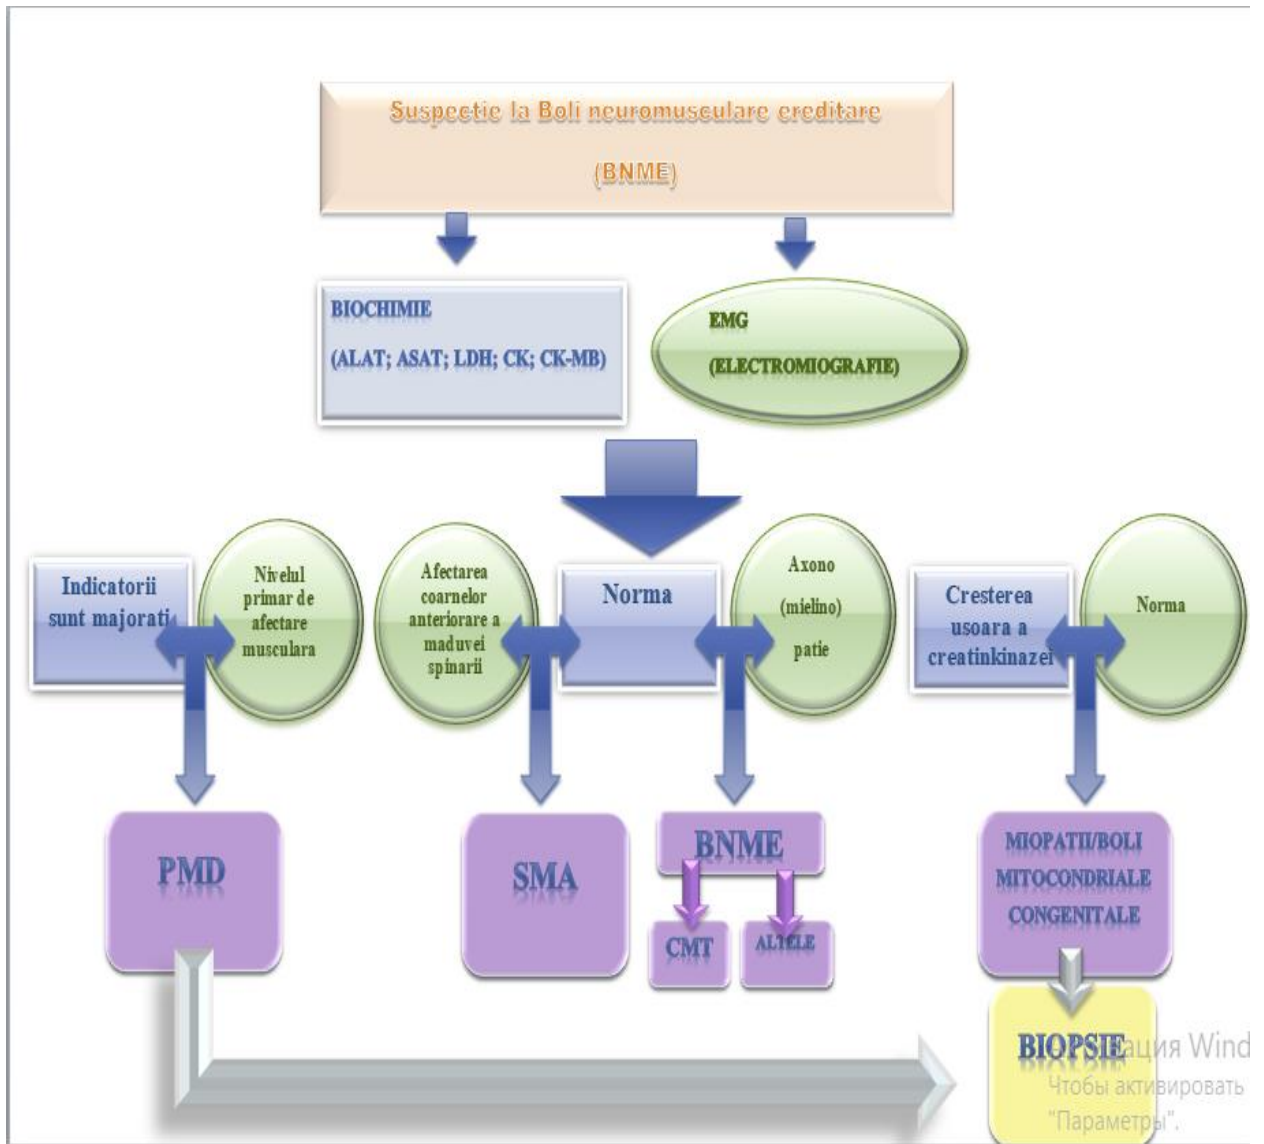 Suspectie la Boli neuromusculare ereditare
(BNME)
BIOCHIMIE
(ALAT; ASAT; LDH; CK; CK-MB)
EMG
(ELECTROMIOGRAFIE)
Indicatorii
sunt majorati
Nivelul
primar de
afectare
musculara
Afectarea
coarnelor
anteriorare a
maduvei
spinarii
Norma
Axono
(mielino)
patie
Cresterea
usoara a
creatinkinazei
Norma
PMD
SMA
BNME
CMT
ALTELE
MIOPATII/BOLI
MITOCONDRIALE
CONGENITALE
BIOPSIE
Wind
Чтобы активировать
"Параметры".